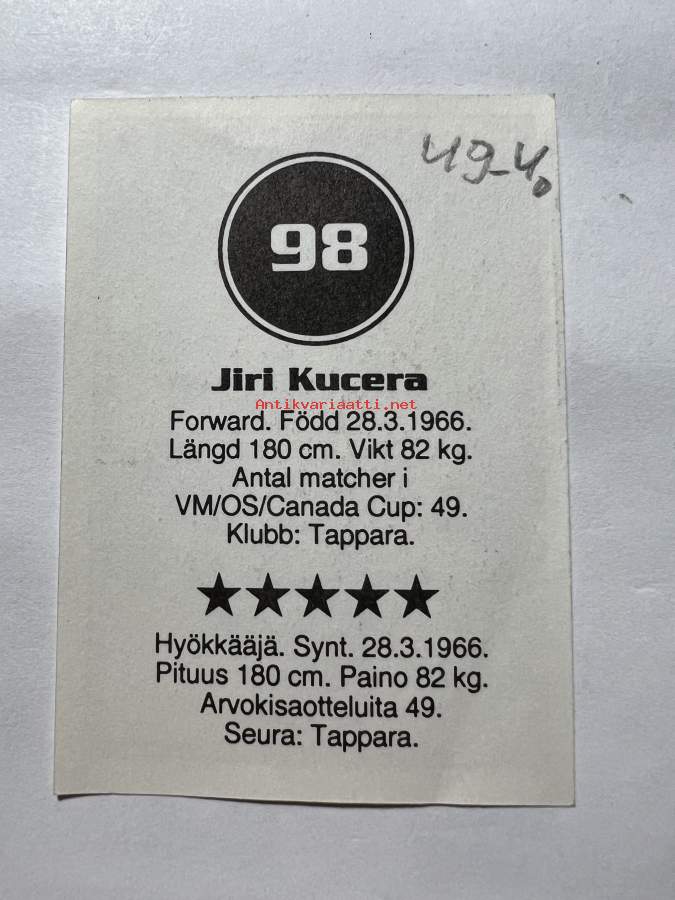 49-4,
98
Jiri Kucera
Antikvariaatti.net
Forward. Född 28.3.1966.
Längd 180 cm. Vikt 82 kg.
Antal matcher i
VM/OS/Canada Cup: 49.
Klubb: Tappara.
Hyökkääjä. Synt. 28.3.1966.
Pituus 180 cm. Paino 82 kg.
Arvokisaotteluita 49.
Seura: Tappara.